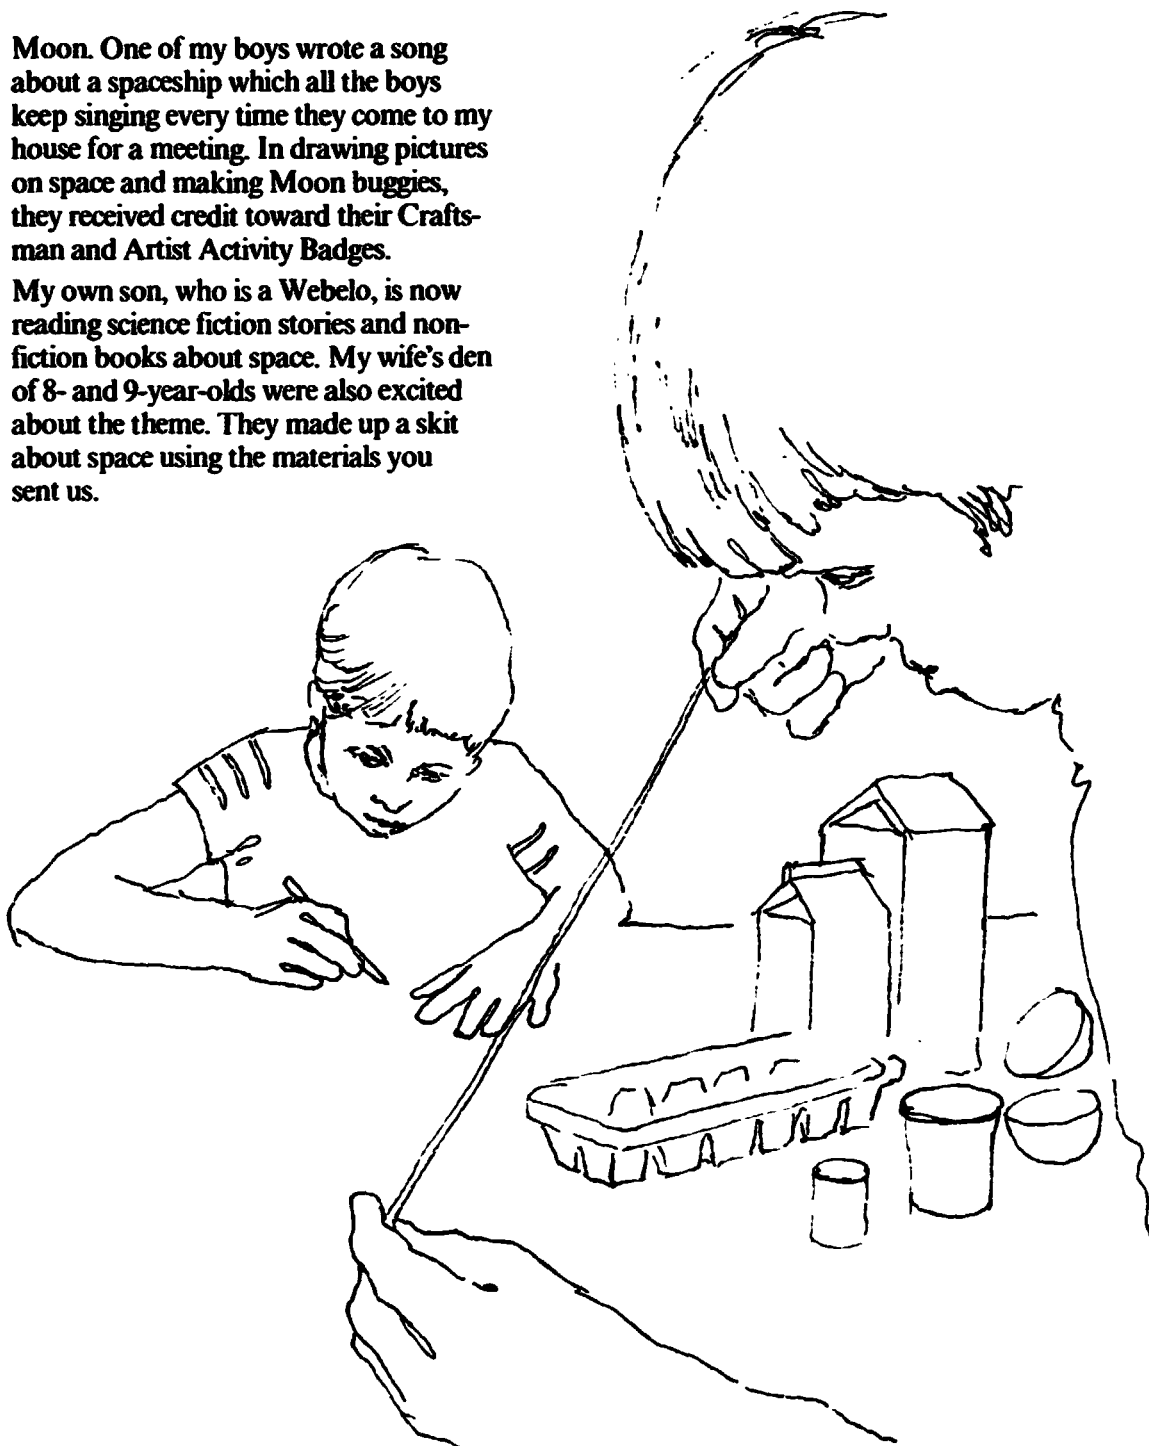 Moon. One of my boys wrote a song
about a spaceship which all the boys
keep singing every time they come to my
house for a meeting. In drawing pictures
on space and making Moon buggies,
they received credit toward their Crafts-
man and Artist Activity Badges.
My own son, who is a Webelo, is now
reading science fiction stories and non-
fiction books about space. My wife's den
of 8- and 9-year-olds were also excited
about the theme. They made up a skit
about space using the materials you
sent us.